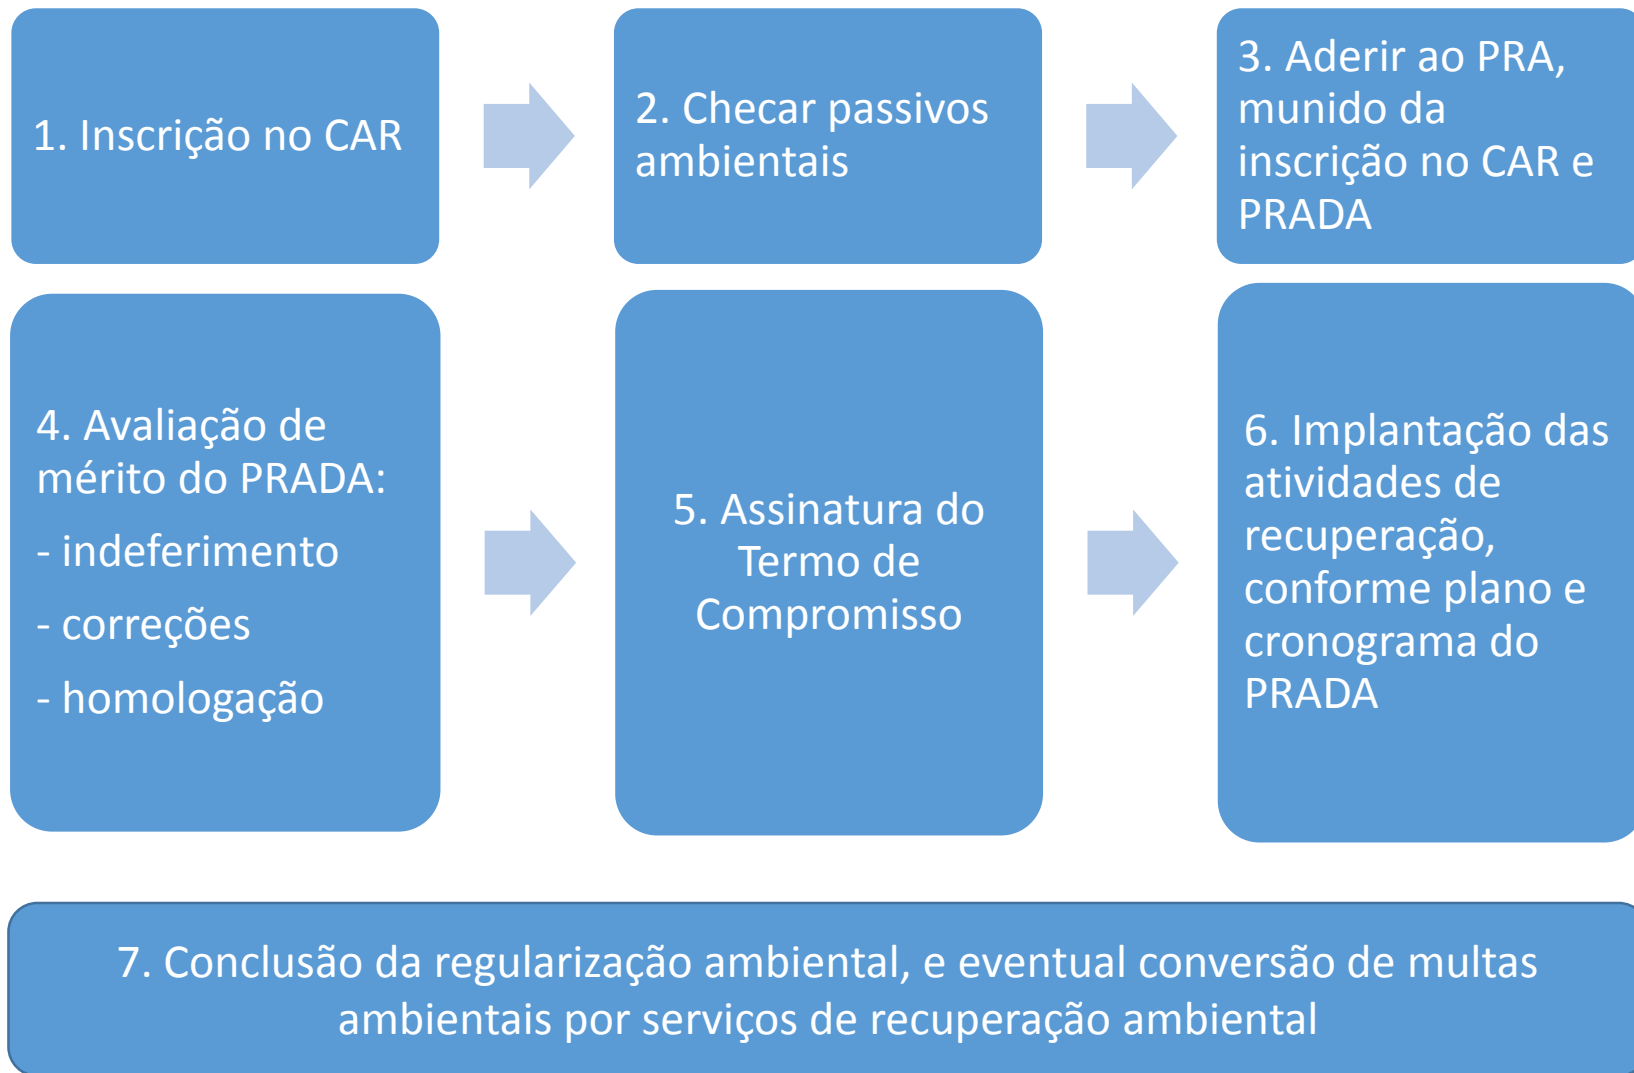 1. Inscrição no CAR
2. Checar passivos
ambientais
3. Aderir ao PRA,
munido da
inscrição no CAR e
PRADA
4. Avaliação de
mérito do PRADA:
- indeferimento
- correções
- homologação
5. Assinatura do
Termo de
Compromisso
6. Implantação das
atividades de
recuperação,
conforme plano e
cronograma do
PRADA
7. Conclusão da regularização ambiental, e eventual conversão de multas
ambientais por serviços de recuperação ambiental